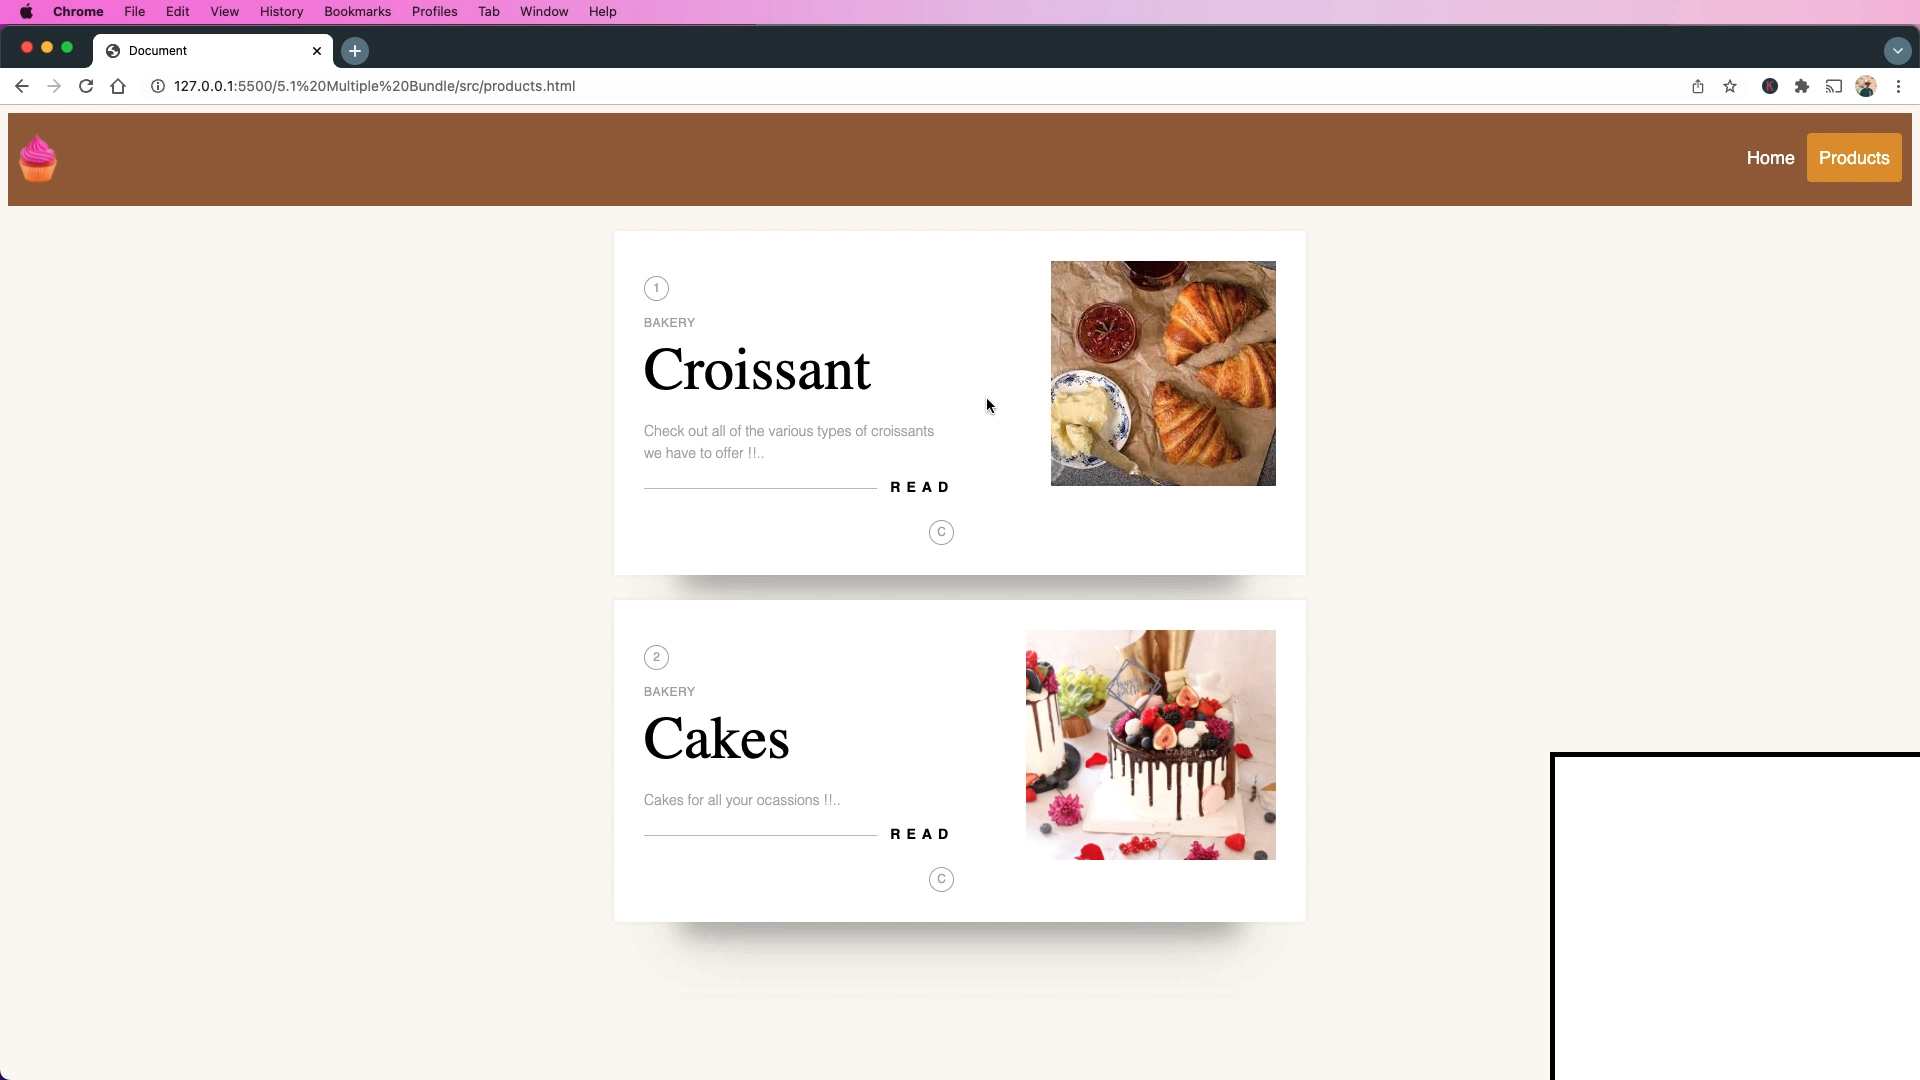 Chrome File Edit View History Bookmarks Profiles Tab Window Help
Document
127.0.0.1:5500/5.1%20Multiple%20Bundle/src/products.html
K
Home Products
1
BAKERY
Croissant
Check out all of the various types of croissants
we have to offer !!..
READ
C
2
BAKERY
Cakes
Cakes for all your ocassions !!..
READ
C